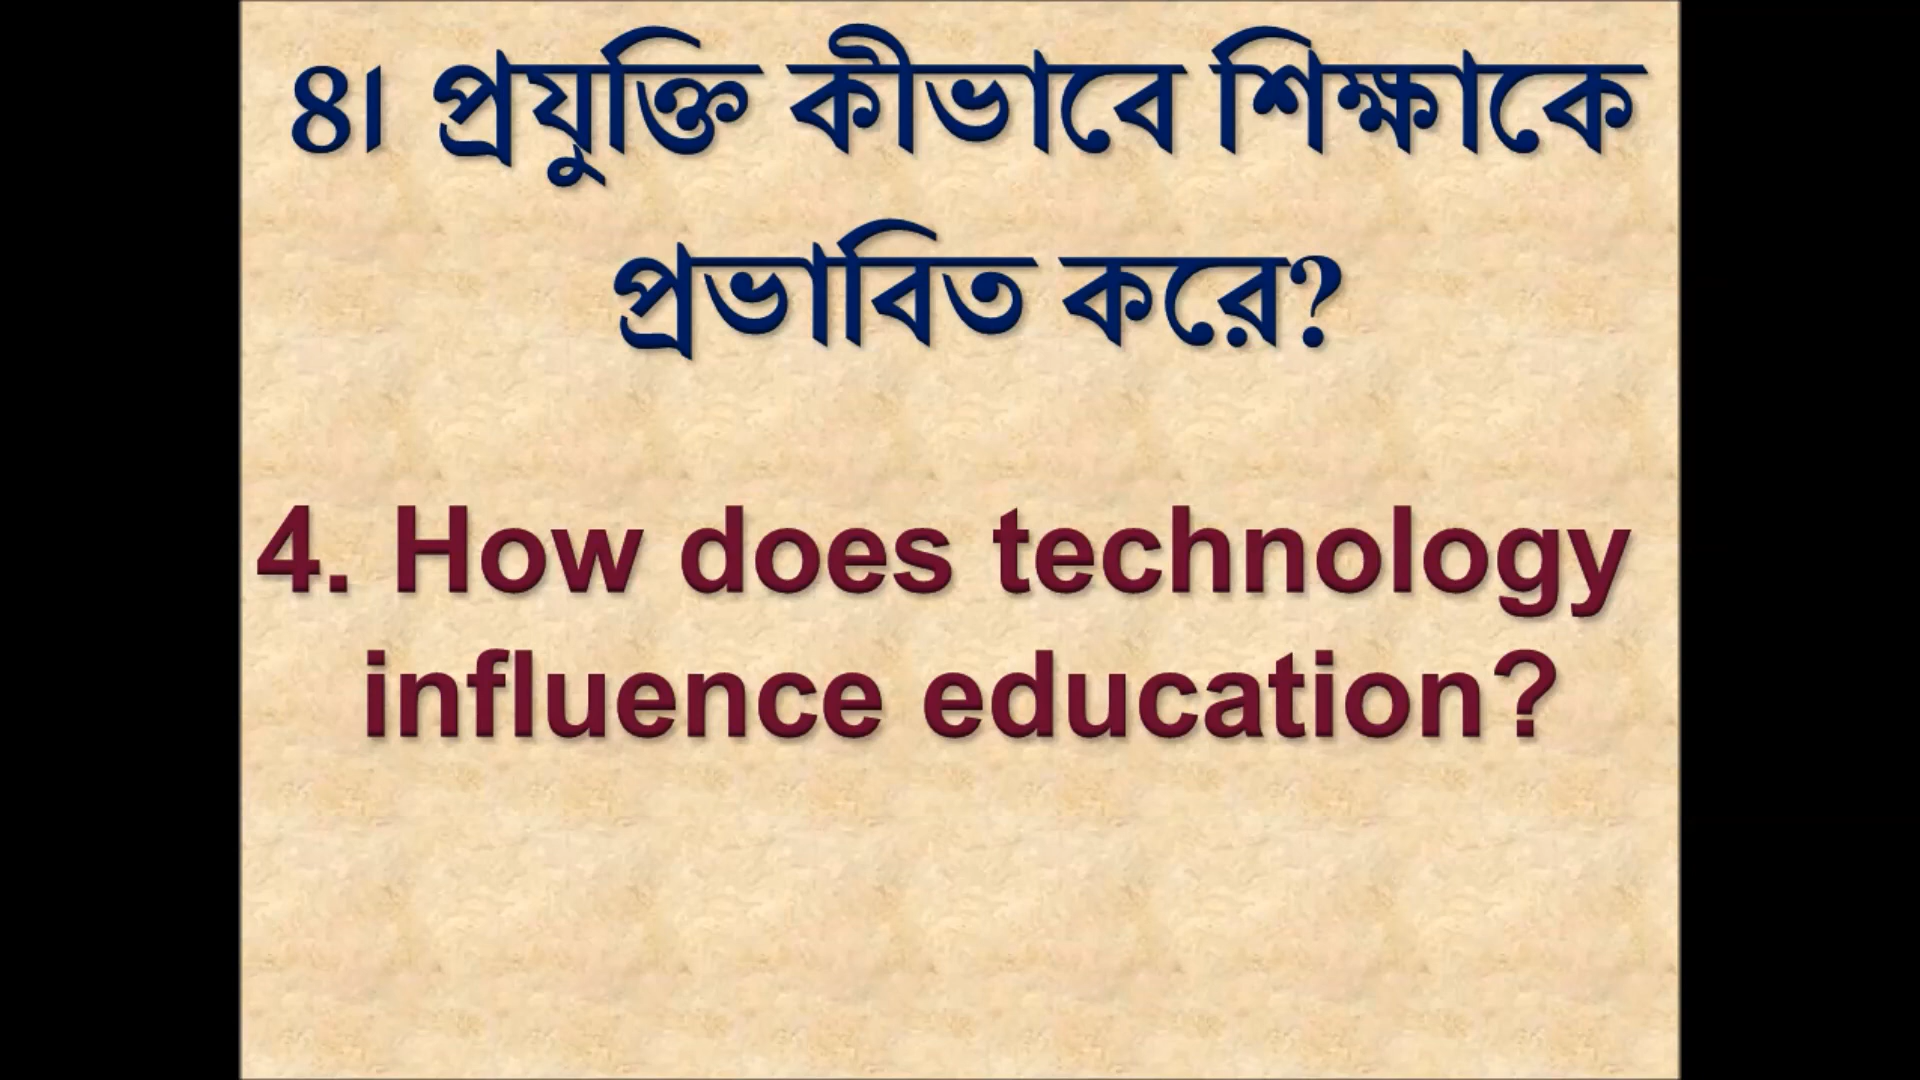 ৪। প্রযুক্তি কীভাবে শিক্ষাকে
প্রভাবিত করে?
4. How does technology
influence education?